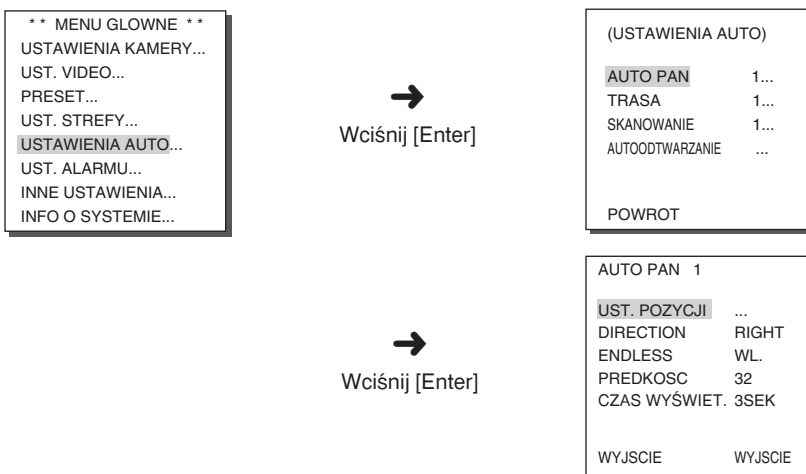 * * MENU GLOWNE * *
USTAWIENIA KAMERY...
UST. VIDEO...
PRESET...
UST. STREFY...
USTAWIENIA AUTO...
UST. ALARMU...
INNE USTAWIENIA...
INFO O SYSTEMIE...
➜
Wciśnij [Enter]
(USTAWIENIA AUTO)
AUTO PAN 1...
TRASA 1...
SKANOWANIE 1...
AUTOODTWARZANIE ...
POWROT
➜
Wciśnij [Enter]
AUTO PAN 1
UST. POZYCJI ...
DIRECTION RIGHT
ENDLESS WL.
PREDKOSC 32
CZAS WYŚWIET. 3SEK
WYJSCIE WYJSCIE